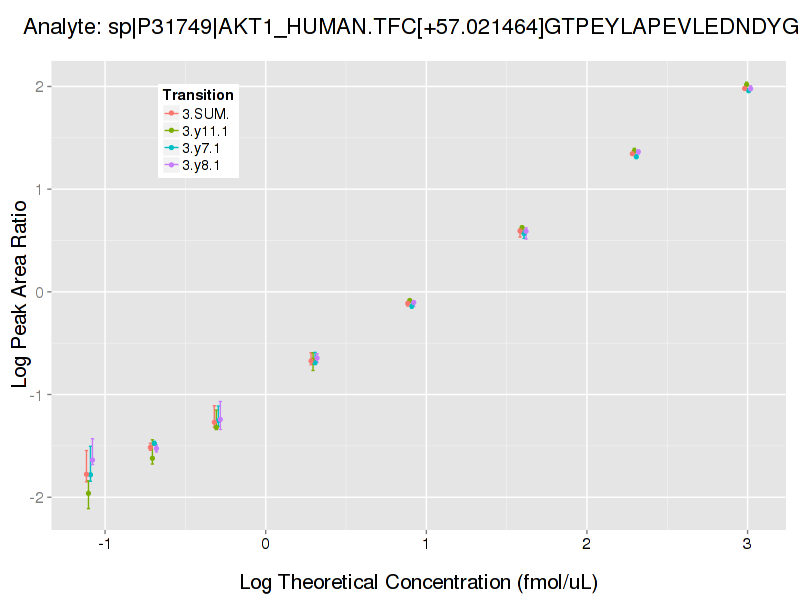 Analyte: sp|P31749|AKT1_HUMAN.TFC[+57.021464]GTPEYLAPEVLEDNDYG
Log Peak Area Ratio
2
1
0
-1
-2
Transition
3.SUM.
3.y11.1
3.y7.1
3.y8.1
-1 0 1 2 3
Log Theoretical Concentration (fmol/uL)